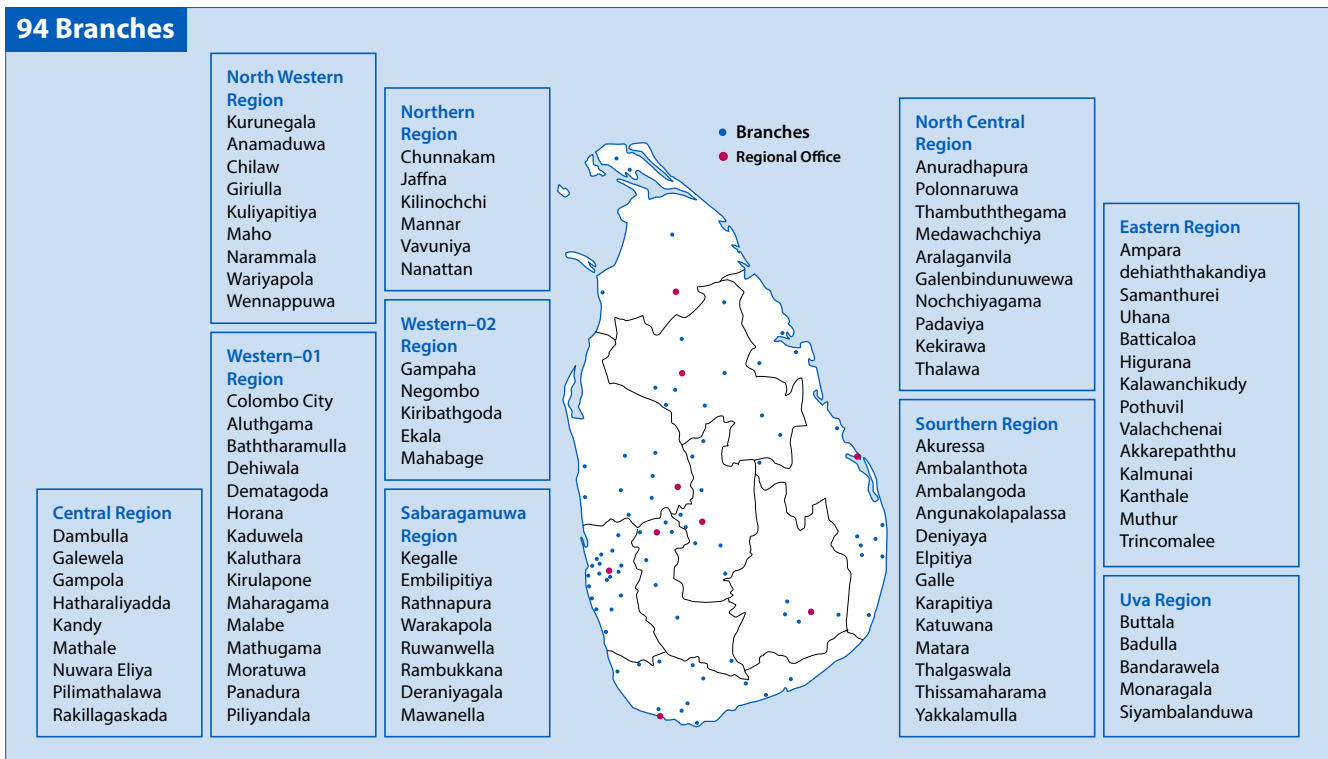 94 Branches
North Western
Region
Kurunegala
Anamaduwa
Chilaw
Giriulla
Kuliyapitiya
Maho
Narammala
Wariyapola
Wennappuwa
Northern
Region
Chunnakam
Jaffna
Kilinochchi
Mannar
Vavuniya
Nanattan
Western–02
Region
Gampaha
Negombo
Kiribathgoda
Ekala
Mahabage
Western–01
Region
Colombo City
Aluthgama
Baththaramulla
Dehiwala
Dematagoda
Horana
Kaduwela
Kaluthara
Kirulapone
Maharagama
Malabe
Mathugama
Moratuwa
Panadura
Piliyandala
Central Region
Dambulla
Galewela
Gampola
Hatharaliyadda
Kandy
Mathale
Nuwara Eliya
Pilimathalawa
Rakillagaskada
Sabaragamuwa
Region
Kegalle
Embilipitiya
Rathnapura
Warakapola
Ruwanwella
Rambukkana
Deraniyagala
Mawanella
Branches
Regional Office
North Central
Region
Anuradhapura
Polonnaruwa
Thambuththegama
Medawachchiya
Aralaganvila
Galenbindunuwewa
Nochchiyagama
Padaviya
Kekirawa
Thalawa
Sourthern Region
Akuressa
Ambalanthota
Ambalangoda
Angunakolapalassa
Deniyaya
Elpitiya
Galle
Karapitiya
Katuwana
Matara
Thalgaswala
Thissamaharama
Yakkalamulla
Eastern Region
Ampara
dehiaththakandiya
Samanthurei
Uhana
Batticaloa
Higurana
Kalawanchikudy
Pothuvil
Valachchenai
Akkarepaththu
Kalmunai
Kanthale
Muthur
Trincomalee
Uva Region
Buttala
Badulla
Bandarawela
Monaragala
Siyambalanduwa